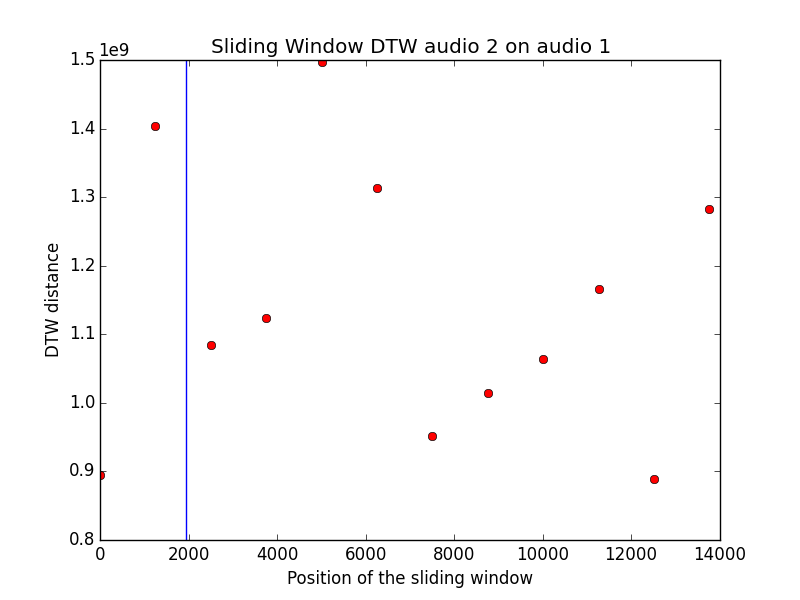 Sliding Window DTW audio 2 on audio 1
1e9
1.5
1.4
1.3
1.2
1.1
1.0
0.9
0.8
DTW distance
0 2000 4000 6000 8000 10000 12000 14000
Position of the sliding window